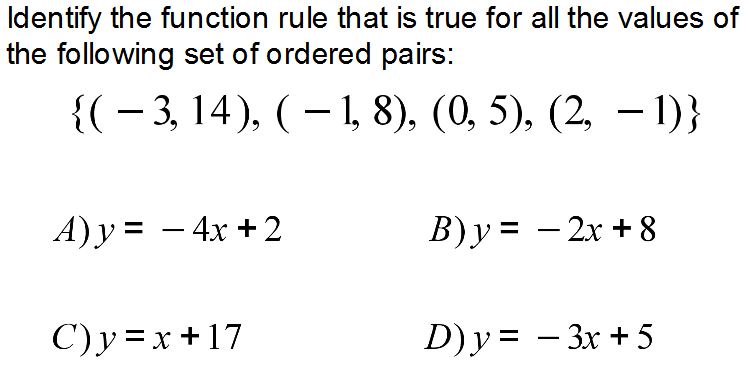 Identify the function rule that is true for all the values of
the following set of ordered pairs:
{( − 3, 14), ( − 1, 8), (0, 5), (2, − 1)}
A) y = − 4x + 2 B) y = − 2x + 8
C) y = x + 17 D) y = − 3x + 5